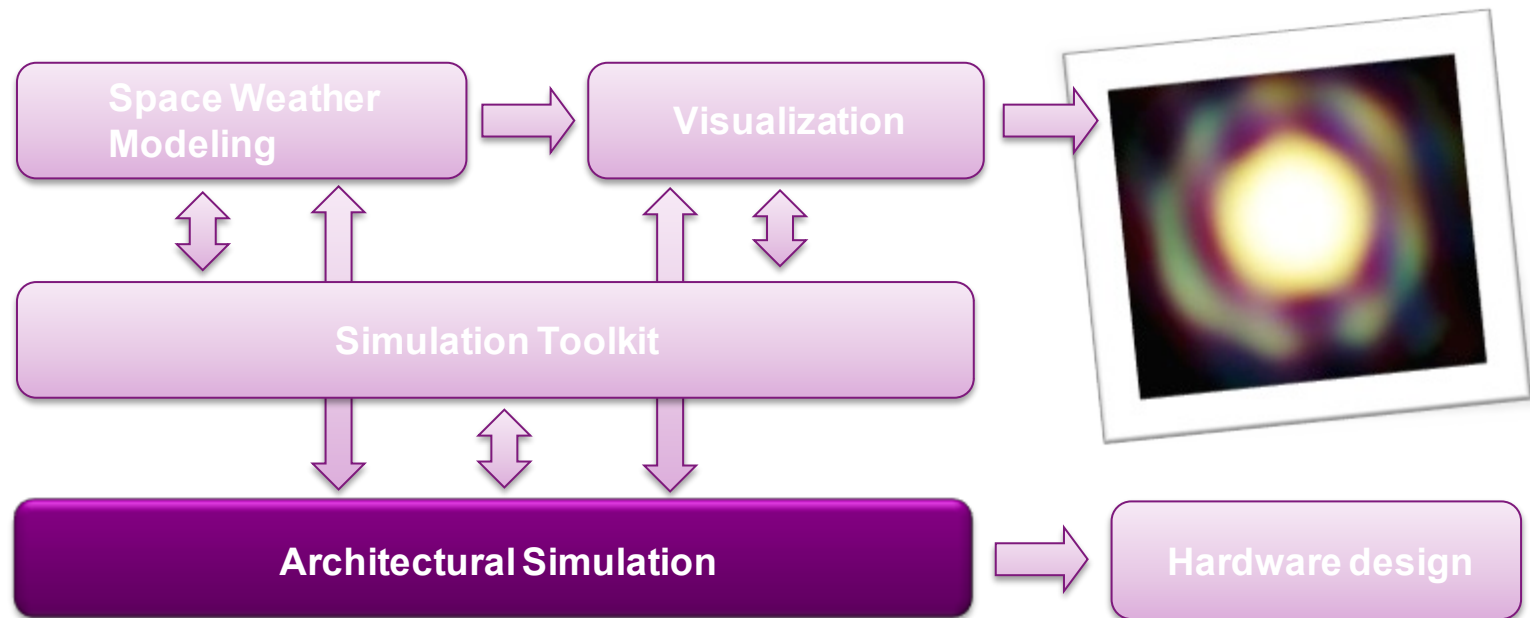 Space Weather
Modeling
Visualization
Simulation Toolkit
Architectural Simulation
Hardware design